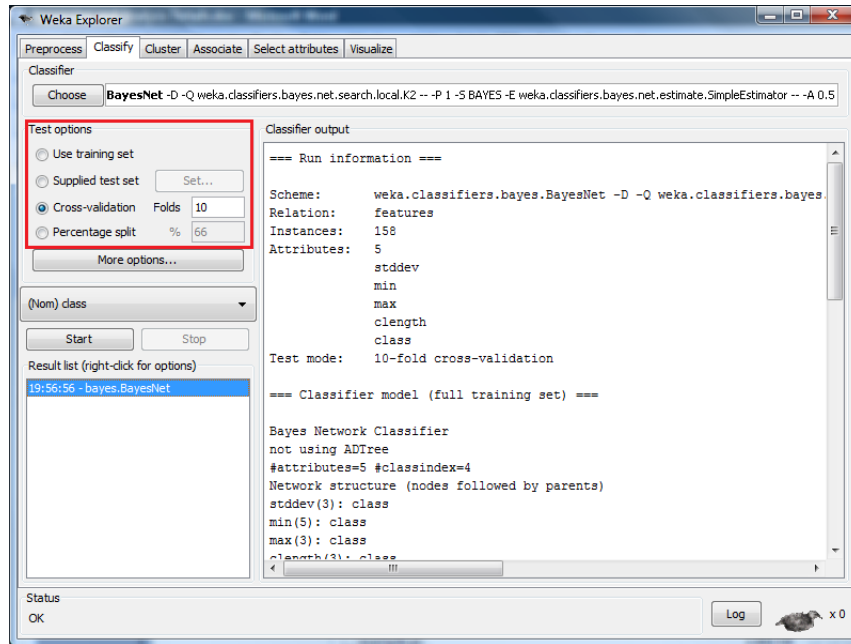 Weka Explorer
Preprocess Classify Cluster Associate Select attributes Visualize
Classifier
Choose BayesNet -D -Q weka.classifiers.bayes.net.search.local.K2 -- -P 1 -S BAYES -E weka.classifiers.bayes.net.estimate.SimpleEstimator -- -A 0.5
Test options
Use training set
Supplied test set Set...
Cross-validation Folds 10
Percentage split % 66
More options...
(Nom) class
Start Stop
Result list (right-click for options)
19:56:56 - bayes.BayesNet
Classifier output
=== Run information ===
Scheme: weka.classifiers.bayes.BayesNet -D -Q weka.classifiers.bayes.
Relation: features
Instances: 158
Attributes: 5
stddev
min
max
clength
class
Test mode: 10-fold cross-validation
=== Classifier model (full training set) ===
Bayes Network Classifier
not using ADTree
#attributes=5 #classindex=4
Network structure (nodes followed by parents)
stddev(3): class
min(5): class
max(3): class
clength(3): class
Status
OK
Log
x 0